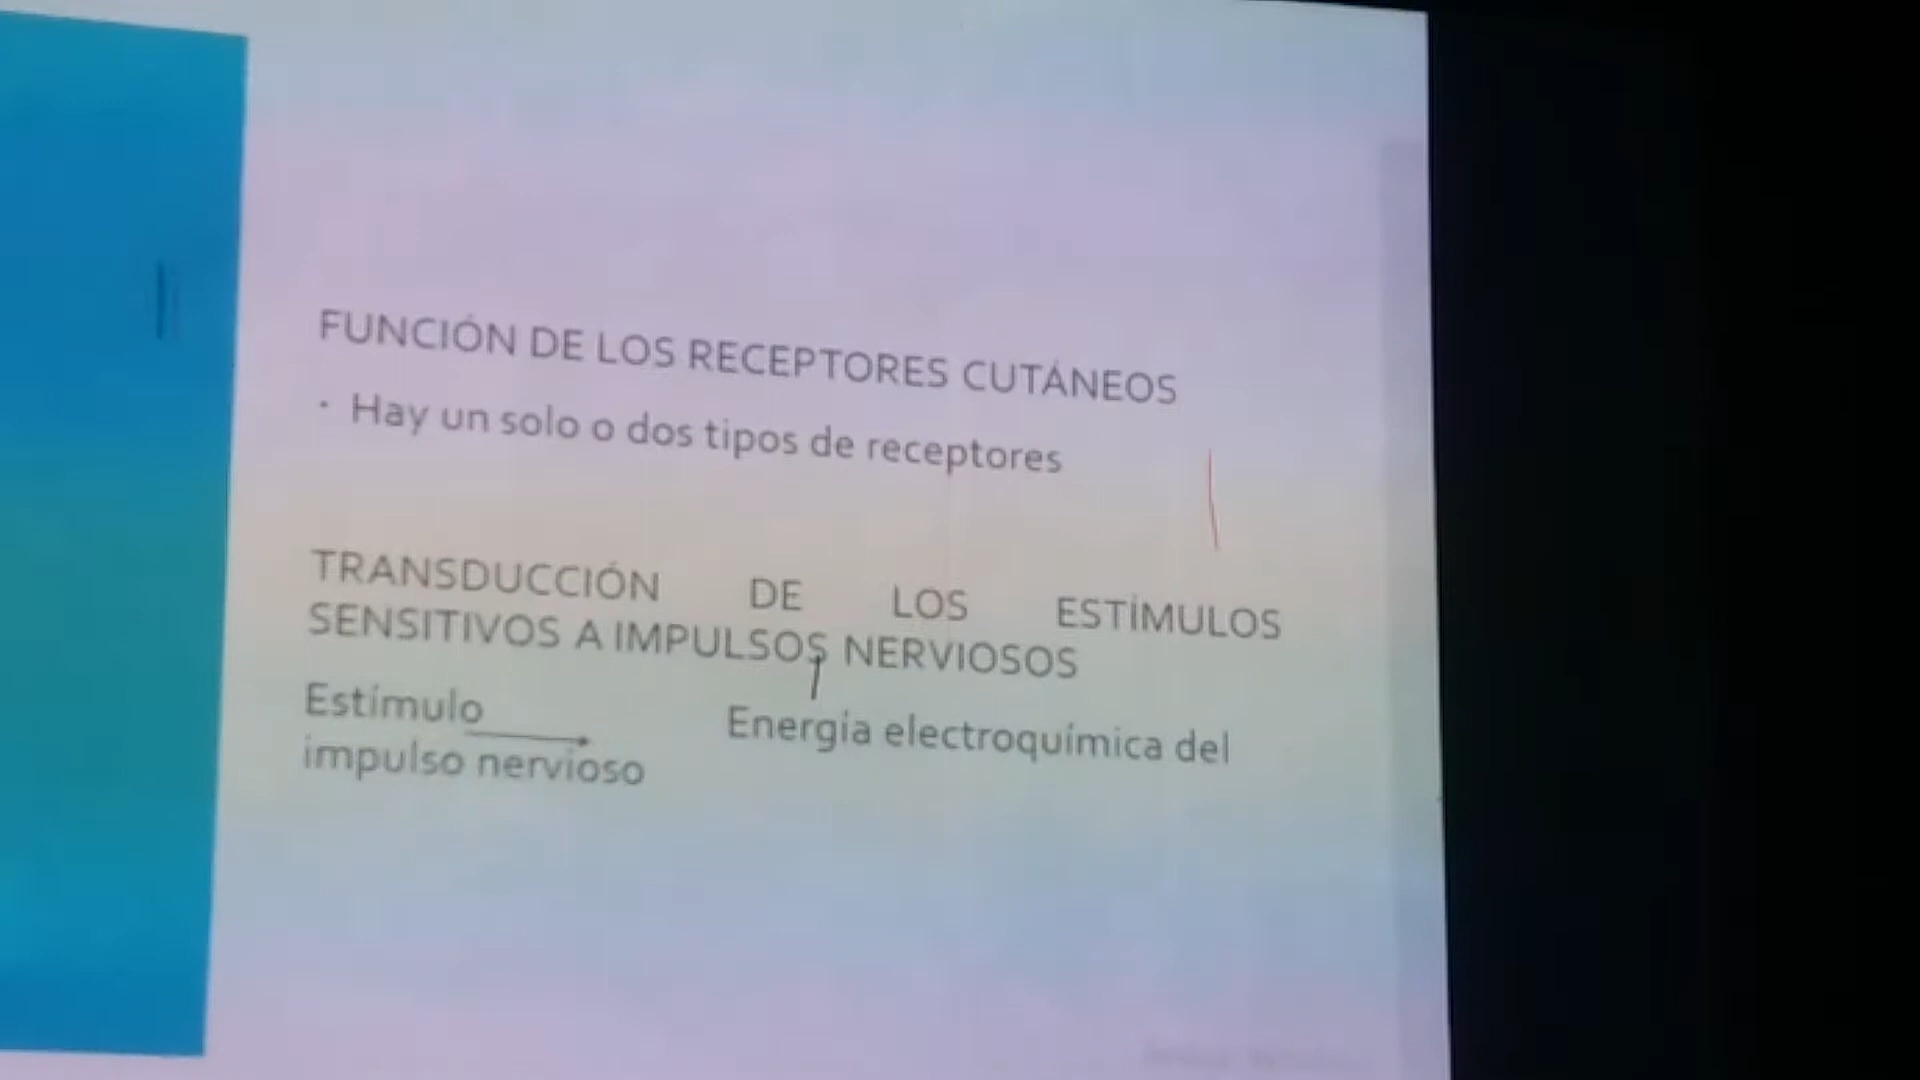 FUNCIÓN DE LOS RECEPTORES CUTÁNEOS
· Hay un solo o dos tipos de receptores
TRANSDUCCIÓN DE LOS ESTÍMULOS
SENSITIVOS A IMPULSOS NERVIOSOS
Estímulo Energía electroquímica del
impulso nervioso